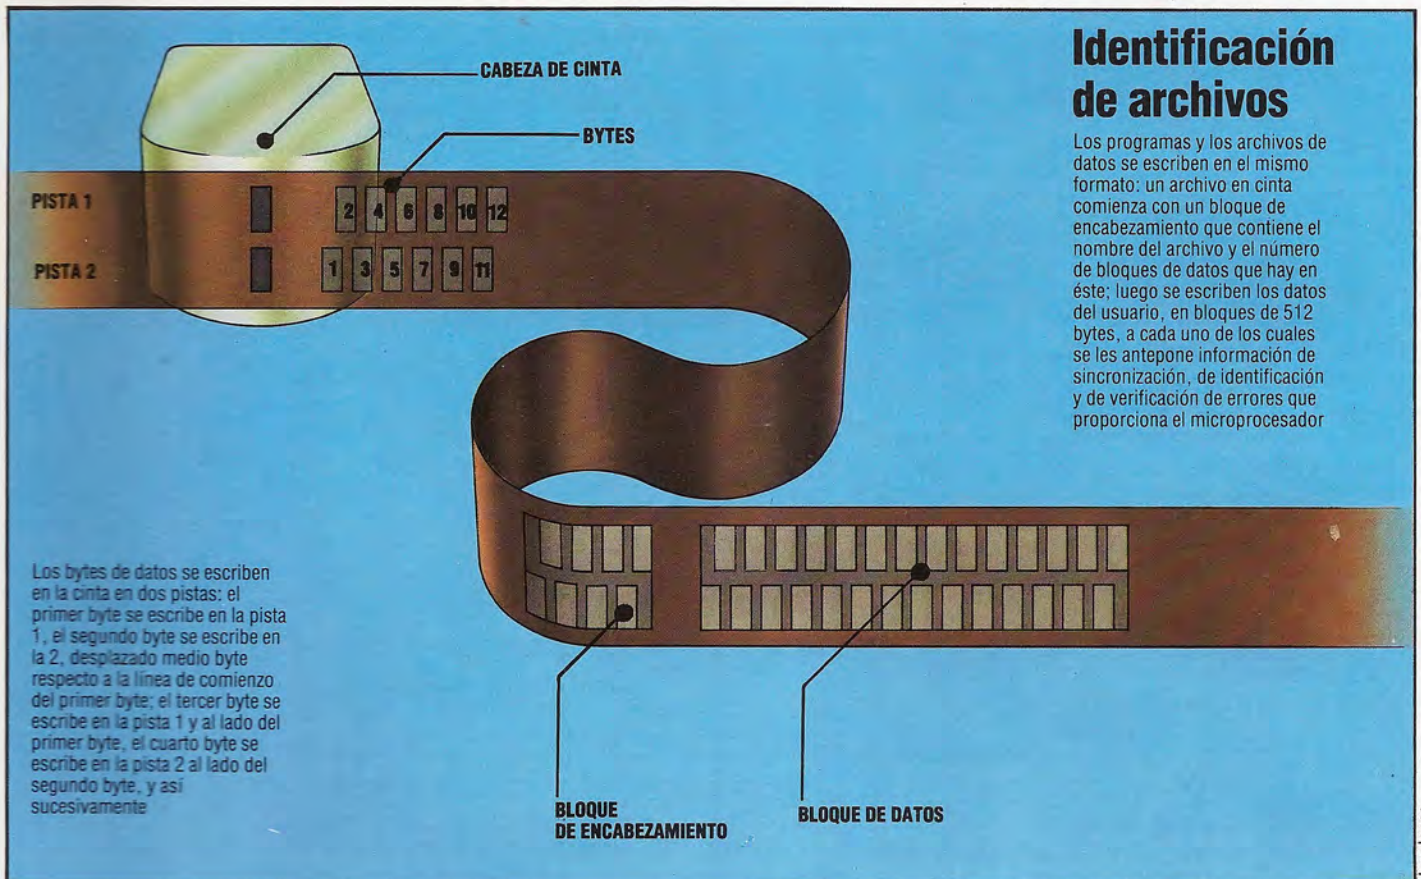 Identificación
de archivos
Los programas y los archivos de
datos se escriben en el mismo
formato: un archivo en cinta
comienza con un bloque de
encabezamiento que contiene el
nombre del archivo y el número
de bloques de datos que hay en
éste; luego se escriben los datos
del usuario, en bloques de 512
bytes, a cada uno de los cuales
se les antepone información de
sincronización, de identificación
y de verificación de errores que
proporciona el microprocesador
CABEZA DE CINTA
BYTES
PISTA 1
2 4 6 8 10 12
PISTA 2
1 3 5 7 9 11
Los bytes de datos se escriben
en la cinta en dos pistas: el
primer byte se escribe en la pista
1, el segundo byte se escribe en
la 2, desplazado medio byte
respecto a la línea de comienzo
del primer byte; el tercer byte se
escribe en la pista 1 y al lado del
primer byte, el cuarto byte se
escribe en la pista 2 al lado del
segundo byte, y así
sucesivamente
BLOQUE
DE ENCABEZAMIENTO
BLOQUE DE DATOS